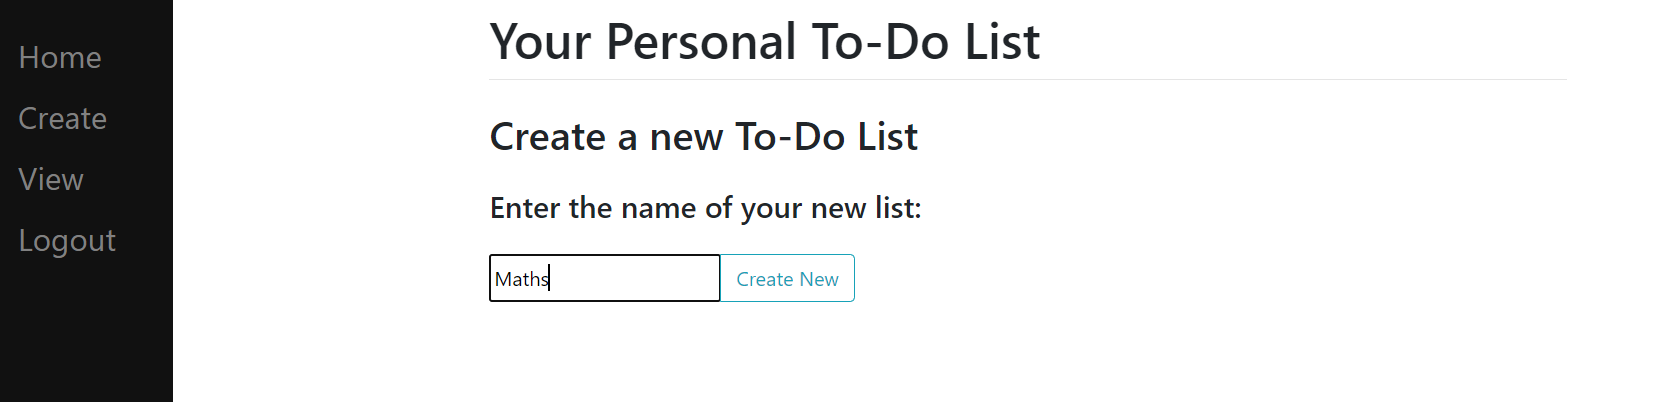 Home
Create
View
Logout
Your Personal To-Do List
Create a new To-Do List
Enter the name of your new list:
Maths
Create New